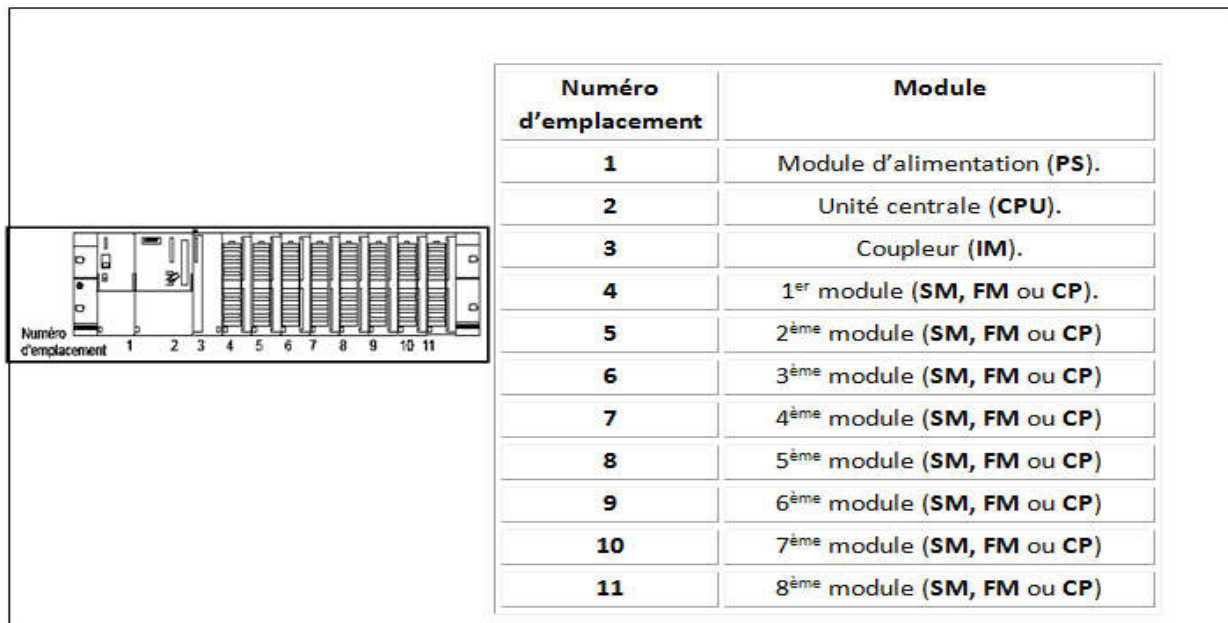 Numéro d'emplacement Module
1 Module d'alimentation (PS).
2 Unité centrale (CPU).
3 Coupleur (IM).
4 1er module (SM, FM ou CP).
5 2ème module (SM, FM ou CP)
6 3ème module (SM, FM ou CP)
7 4ème module (SM, FM ou CP)
8 5ème module (SM, FM ou CP)
9 6ème module (SM, FM ou CP)
10 7ème module (SM, FM ou CP)
11 8ème module (SM, FM ou CP)
Numéro
d'emplacement 1 2 3 4 5 6 7 8 9 10 11